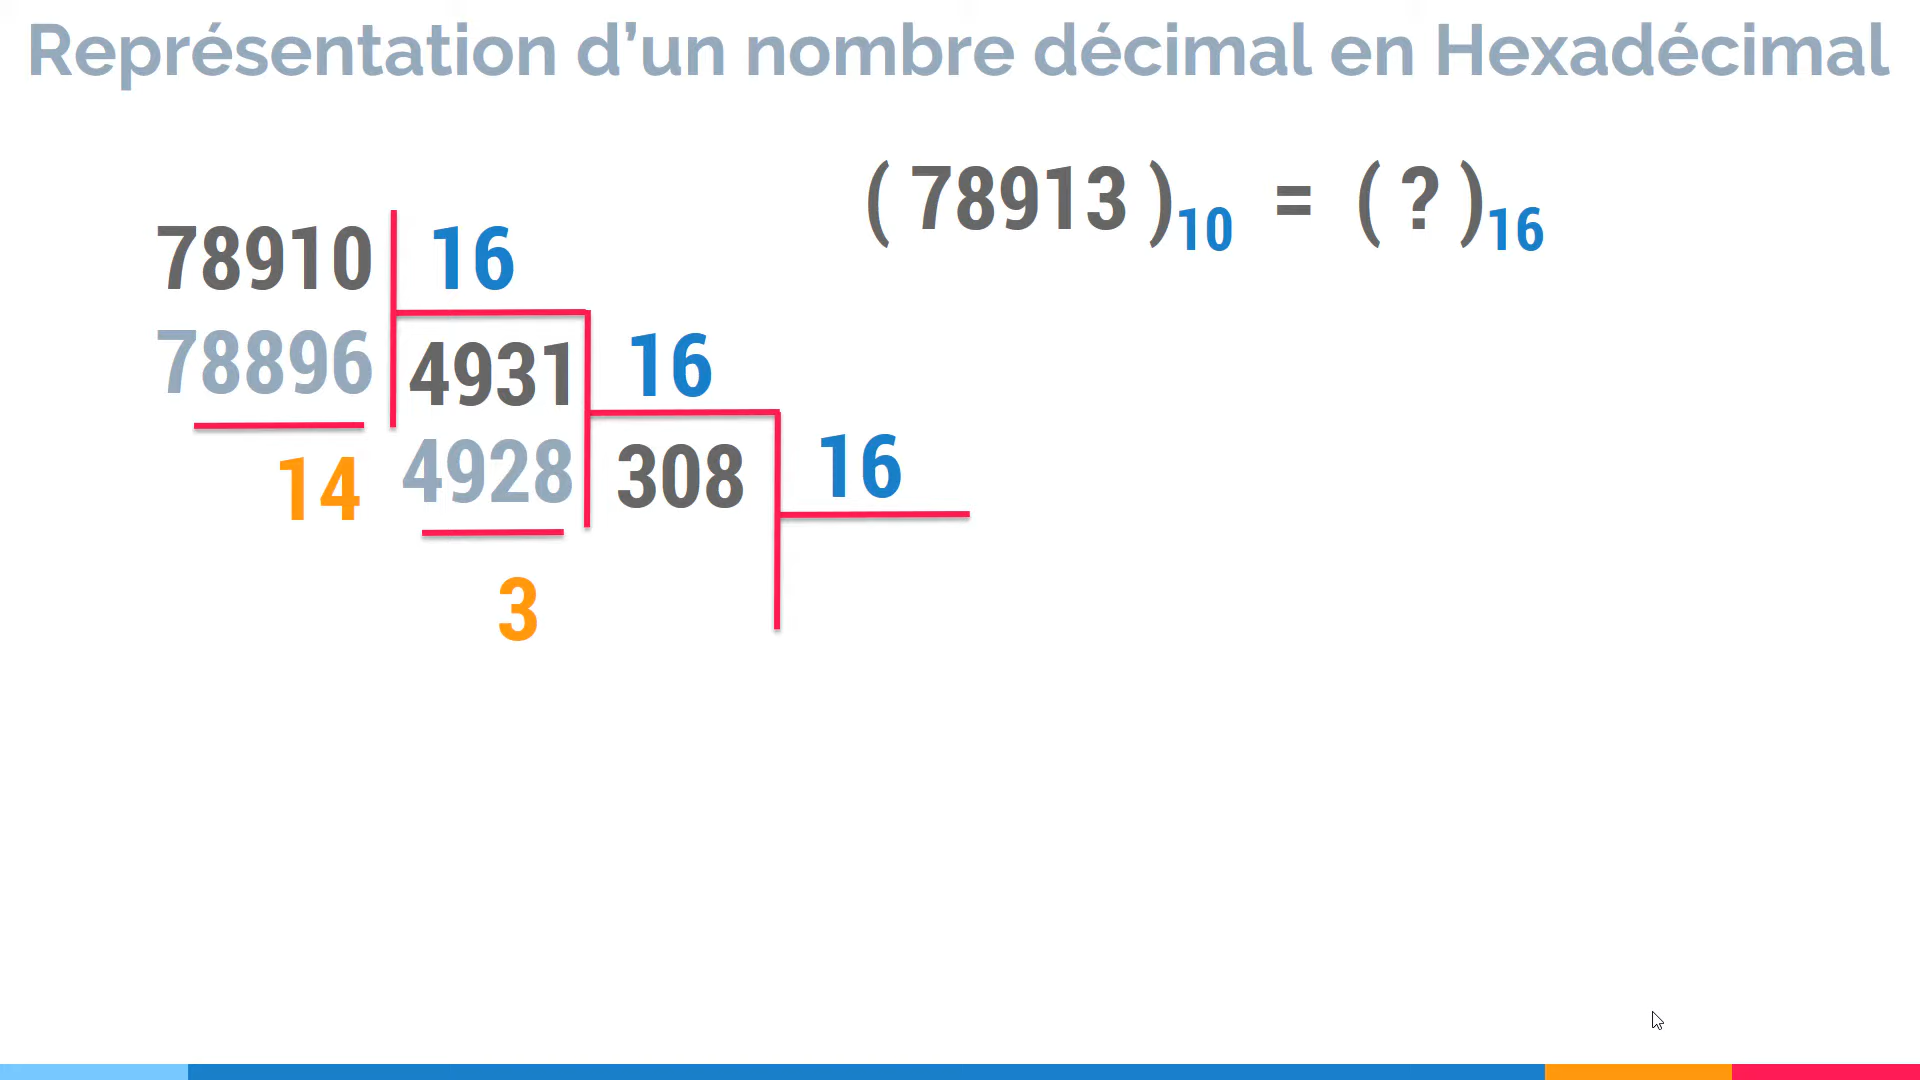 Représentation d’un nombre décimal en Hexadécimal
( 78913 )10 = ( ? )16
78910 16
78896 4931 16
14 4928 308 16
3